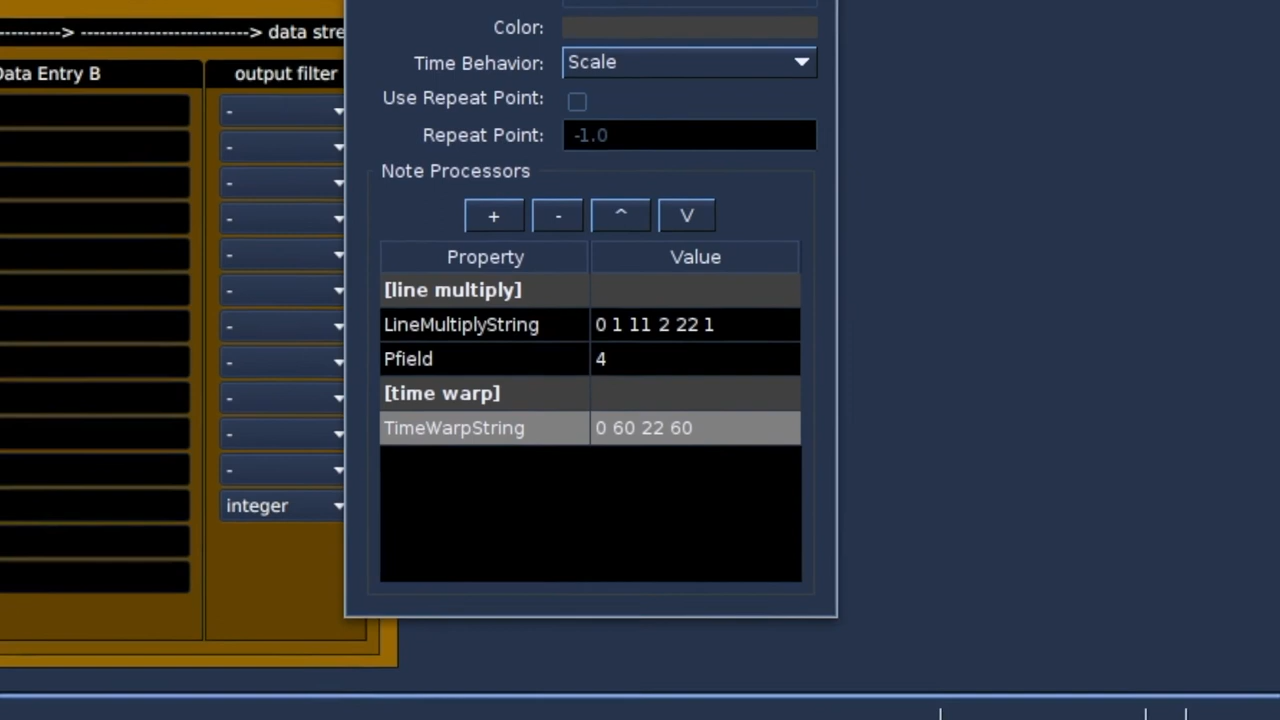 ----------> --------------------------> data stre
Data Entry B
output filter
-
-
-
-
-
-
-
-
-
-
-
integer
Color:
Time Behavior: Scale
Use Repeat Point:
Repeat Point: -1.0
Note Processors
+ - ^ V
Property Value
[line multiply]
LineMultiplyString 0 1 11 2 22 1
Pfield 4
[time warp]
TimeWarpString 0 60 22 60